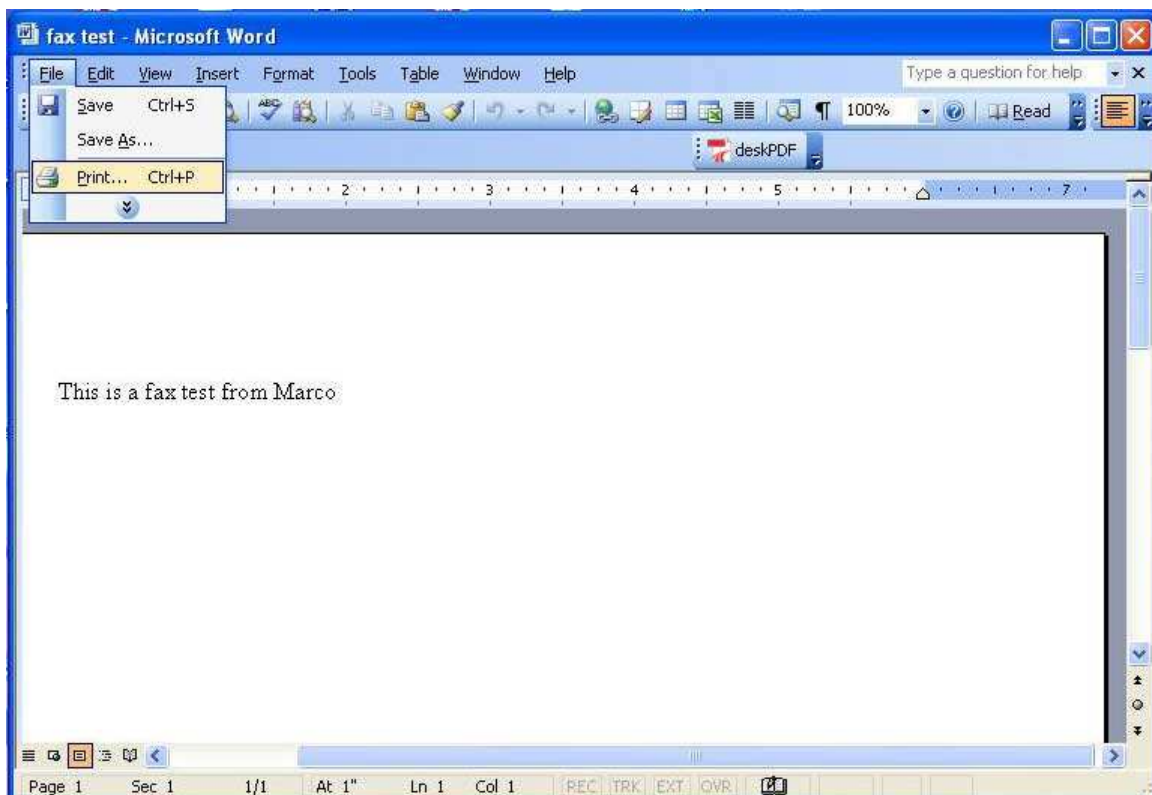 fax test - Microsoft Word
File Edit View Insert Format Tools Table Window Help Type a question for help
Save Ctrl+S
100% Read
Save As...
deskPDF
Print... Ctrl+P
2 3 4 5 7
This is a fax test from Marco
Page 1 Sec 1 1/1 At 1" Ln 1 Col 1 REC TRK EXT OVR